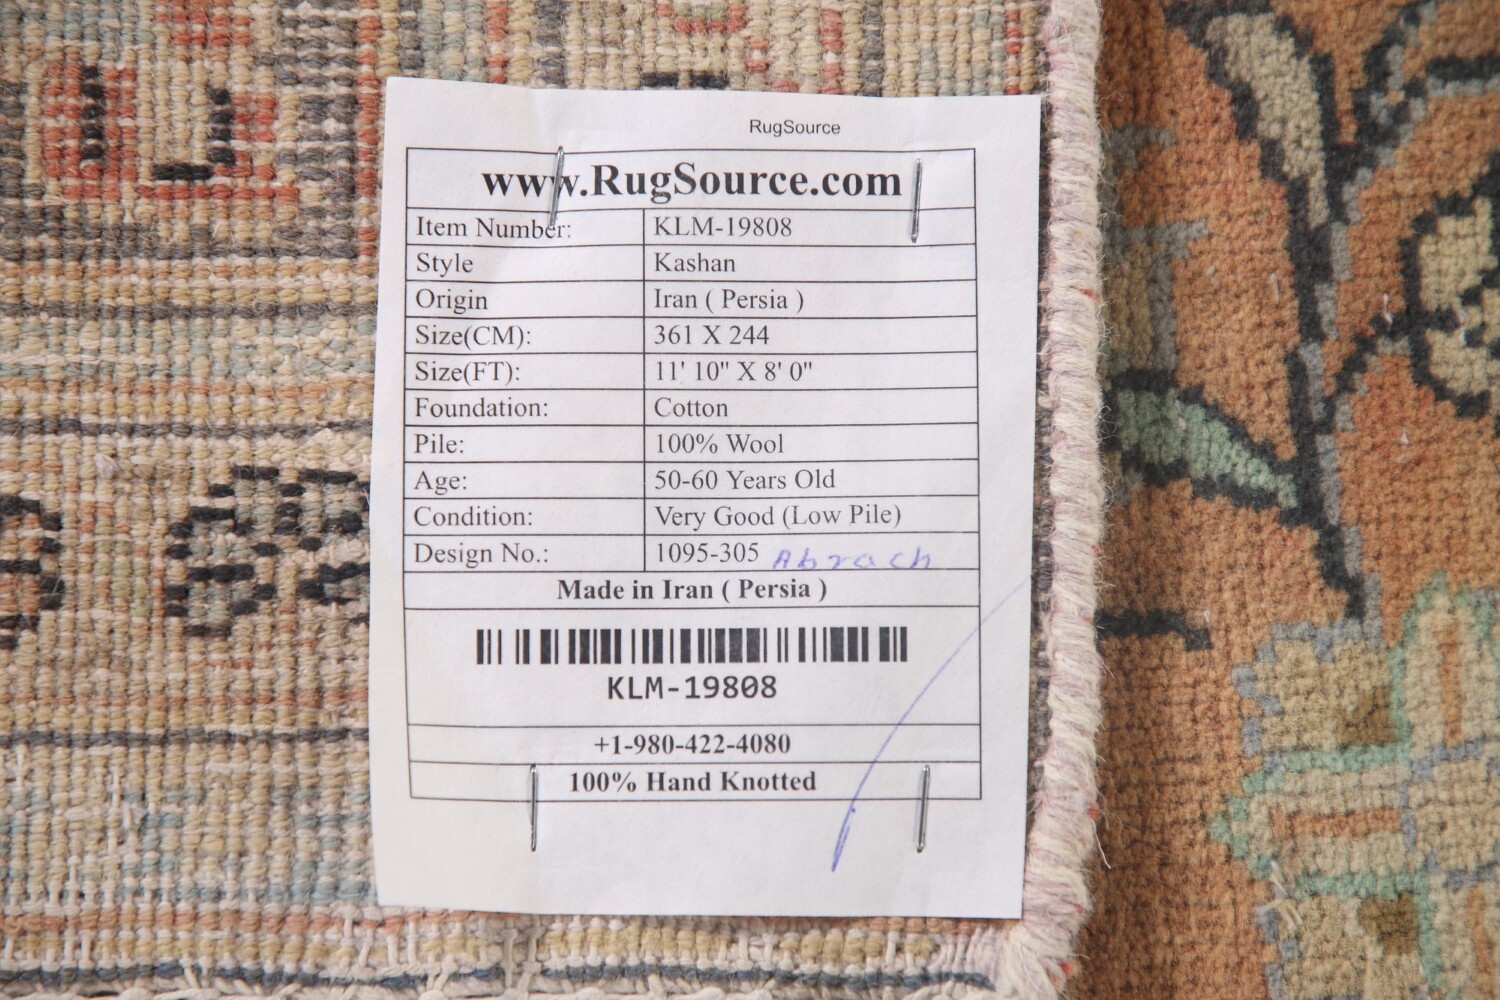 RugSource
www.RugSource.com
Item Number: KLM-19808
Style Kashan
Origin Iran ( Persia )
Size(CM): 361 X 244
Size(FT): 11' 10" X 8' 0"
Foundation: Cotton
Pile: 100% Wool
Age: 50-60 Years Old
Condition: Very Good (Low Pile)
Design No.: 1095-305 Abrach
Made in Iran ( Persia )
KLM-19808
+1-980-422-4080
100% Hand Knotted